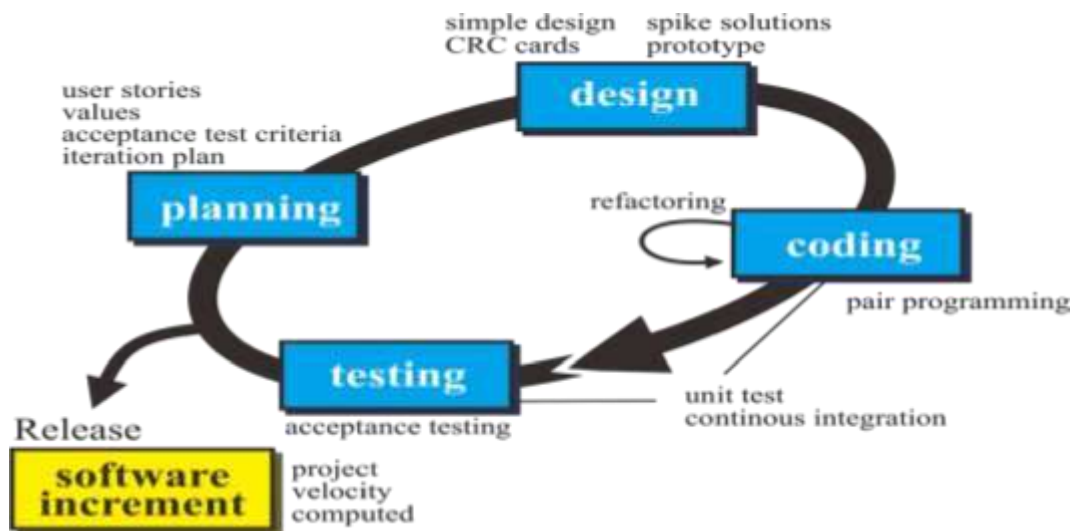 simple design
CRC cards
spike solutions
prototype
design
user stories
values
acceptance test criteria
iteration plan
planning
refactoring
coding
pair programming
testing
acceptance testing
unit test
continous integration
Release
software
increment
project
velocity
computed